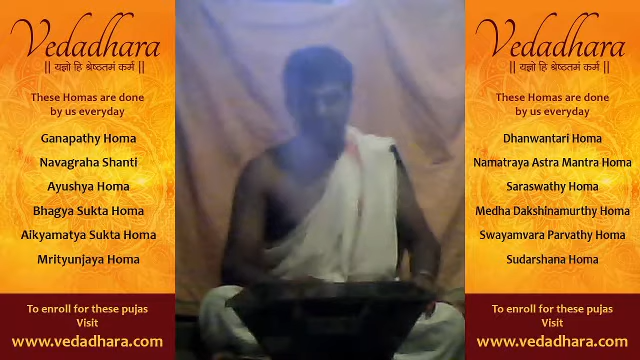 Vedadhara
|| यज्ञो हि श्रेष्ठतमं कर्म ||
These Homas are done
by us everyday
Ganapathy Homa
Navagraha Shanti
Ayushya Homa
Bhagya Sukta Homa
Aikyamatya Sukta Homa
Mrityunjaya Homa
To enroll for these pujas
Visit
www.vedadhara.com
Vedadhara
|| यज्ञो हि श्रेष्ठतमं कर्म ||
These Homas are done
by us everyday
Dhanwantari Homa
Namatraya Astra Mantra Homa
Saraswathy Homa
Medha Dakshinamurthy Homa
Swayamvara Parvathy Homa
Sudarshana Homa
To enroll for these pujas
Visit
www.vedadhara.com